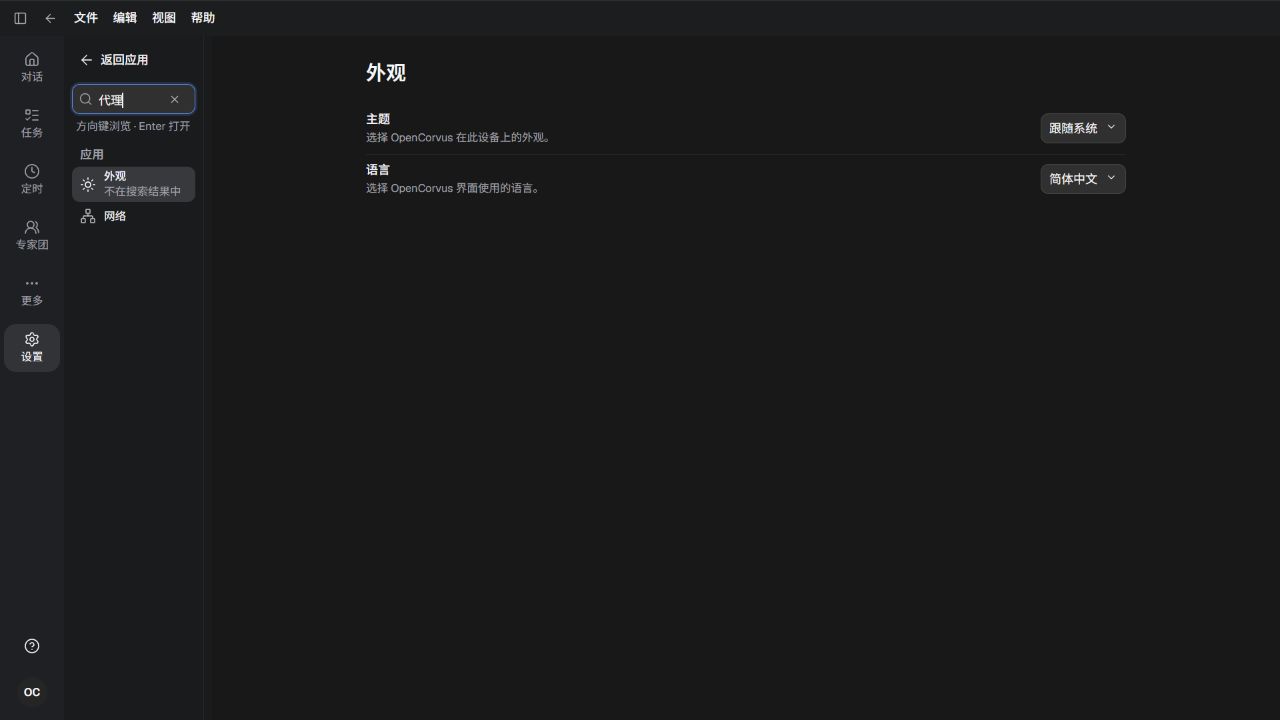 文件 编辑 视图 帮助
对话
任务
定时
专家团
更多
设置
OC
返回应用
代理
方向键浏览 · Enter 打开
应用
外观
不在搜索结果中
网络
外观
主题
选择 OpenCorvus 在此设备上的外观。
跟随系统
语言
选择 OpenCorvus 界面使用的语言。
简体中文